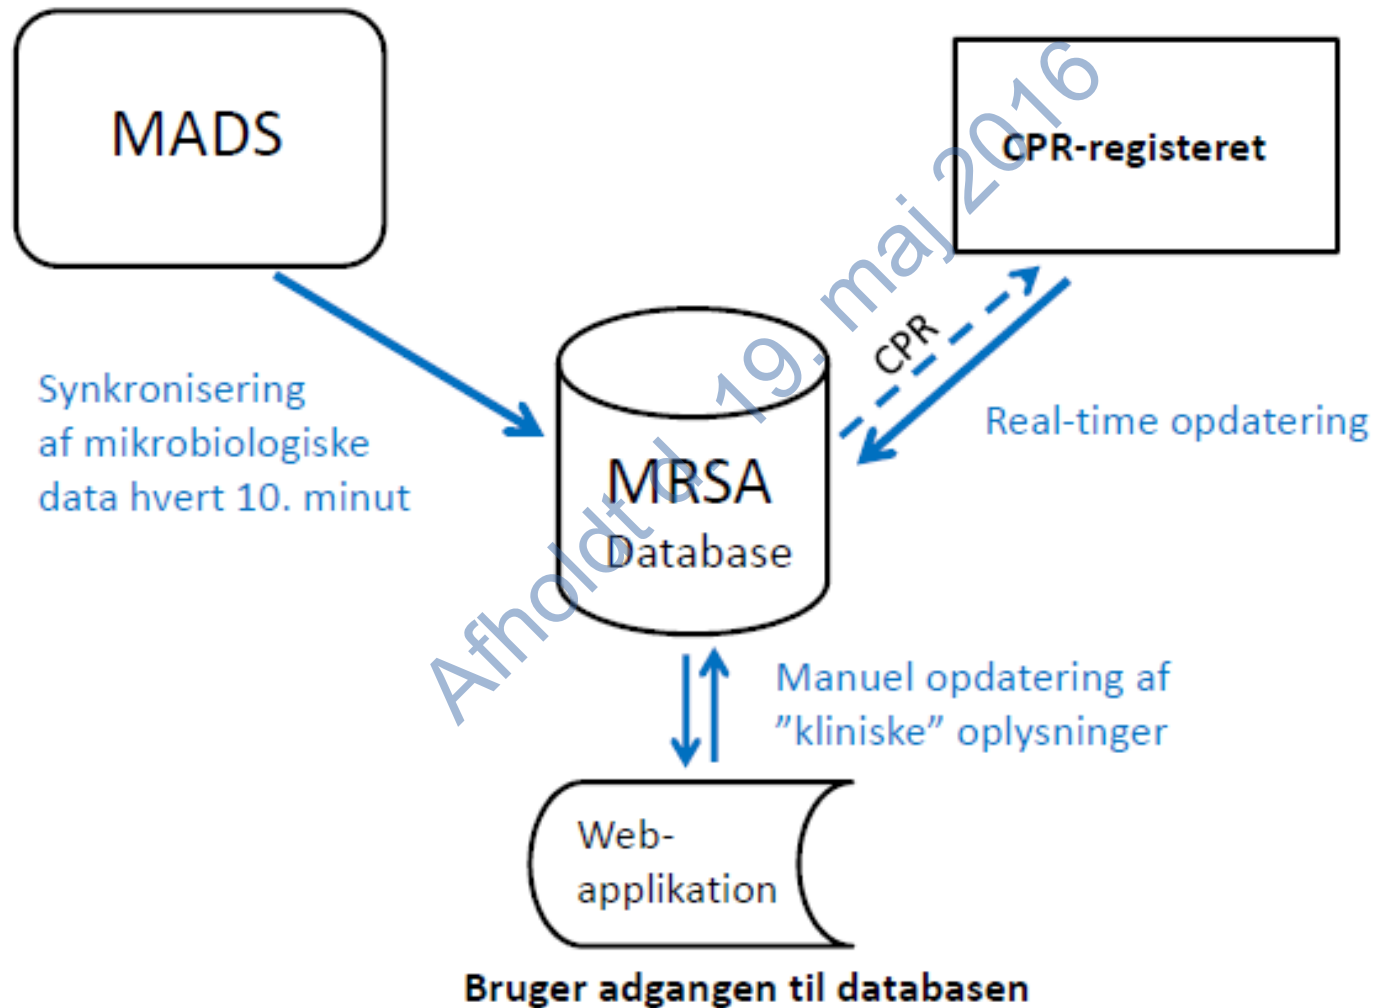 MADS
CPR-registeret
CPR
Synkronisering
af mikrobiologiske
data hvert 10. minut
Real-time opdatering
MRSA
Database
Afholdt d. 19. maj 2016
Manuel opdatering af
”kliniske” oplysninger
Web-
applikation
Bruger adgangen til databasen